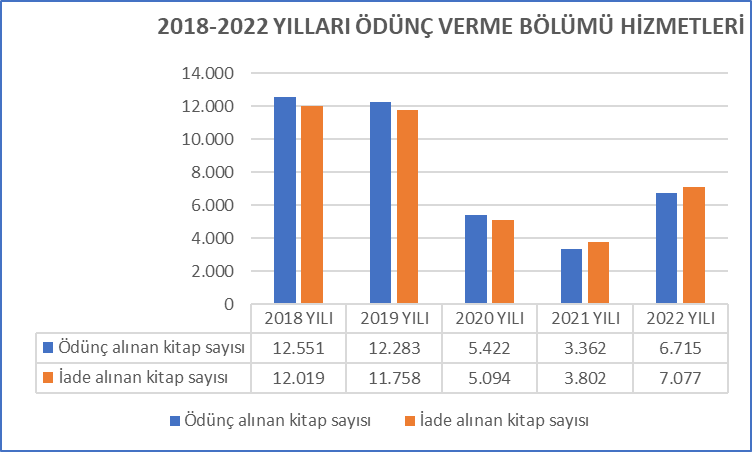 2018-2022 YILLARI ÖDÜNÇ VERME BÖLÜMÜ HİZMETLERİ
14.000
12.000
10.000
8.000
6.000
4.000
2.000
0
2018 YILI 2019 YILI 2020 YILI 2021 YILI 2022 YILI
Ödünç alınan kitap sayısı 12.551 12.283 5.422 3.362 6.715
İade alınan kitap sayısı 12.019 11.758 5.094 3.802 7.077
Ödünç alınan kitap sayısı İade alınan kitap sayısı